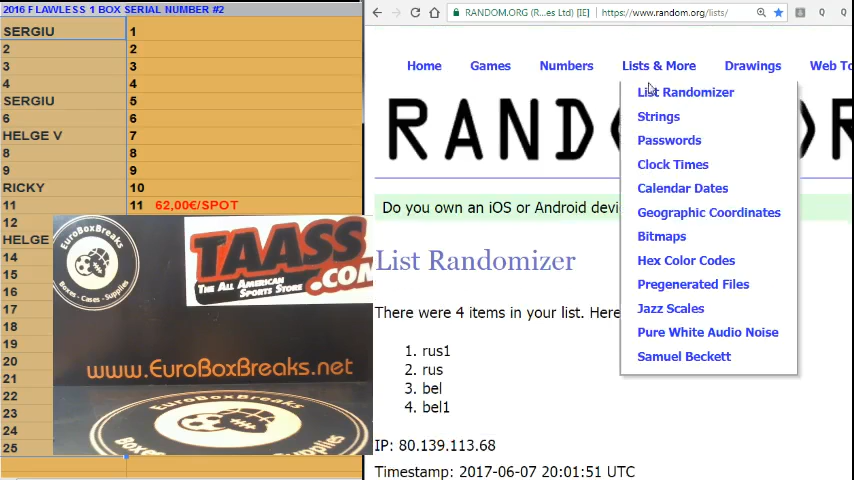 2016 FLAWLESS 1 BOX SERIAL NUMBER #2
SERGIU 1
2 2
3 3
4 4
SERGIU 5
6 6
HELGE V 7
8 8
9 9
RICKY 10
11 11 62,00€/SPOT
12
HELGE
14
15
16
17
18
19
20
21
22
23
24
25
EuroBoxBreaks
Boxes - Cases - Supplies
TAASS
.COM
THE ALL AMERICAN
SPORTS STORE
www.EuroBoxBreaks.net
EuroBoxBreaks
RANDOM.ORG (R...es Ltd) [IE] https://www.random.org/lists/
Home Games Numbers Lists & More Drawings Web To
List Randomizer
Strings
Passwords
Clock Times
Calendar Dates
Geographic Coordinates
Bitmaps
Hex Color Codes
Pregenerated Files
Jazz Scales
Pure White Audio Noise
Samuel Beckett
RAND OR
Do you own an iOS or Android devi
List Randomizer
There were 4 items in your list. Here
1. rus1
2. rus
3. bel
4. bel1
IP: 80.139.113.68
Timestamp: 2017-06-07 20:01:51 UTC